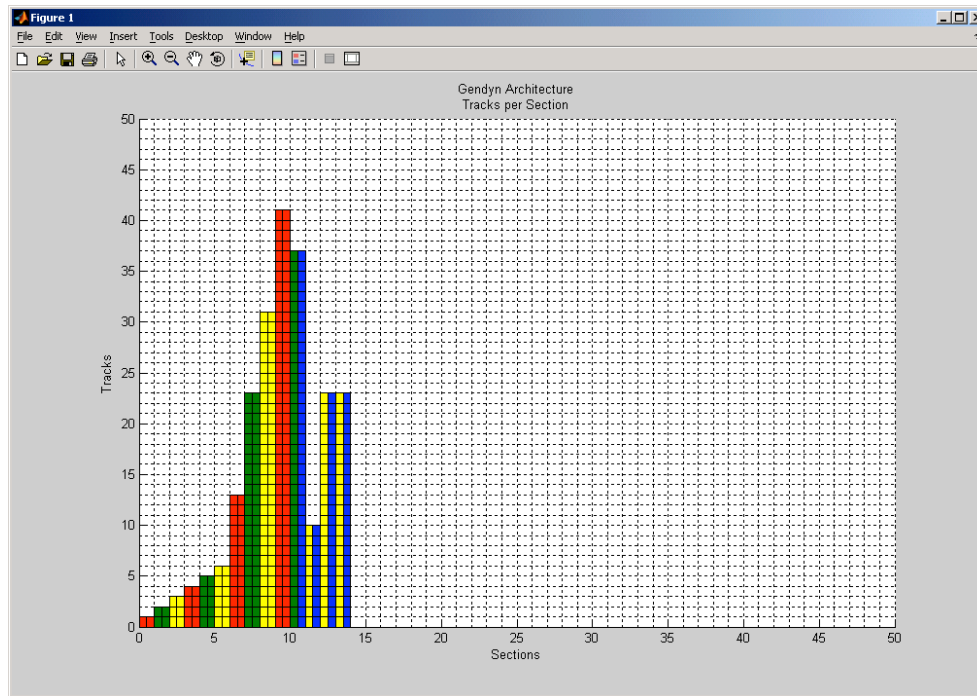 Figure 1
File Edit View Insert Tools Desktop Window Help
Gendyn Architecture
Tracks per Section
50
45
40
35
30
25
20
15
10
5
0
Tracks
0 5 10 15 20 25 30 35 40 45 50
Sections